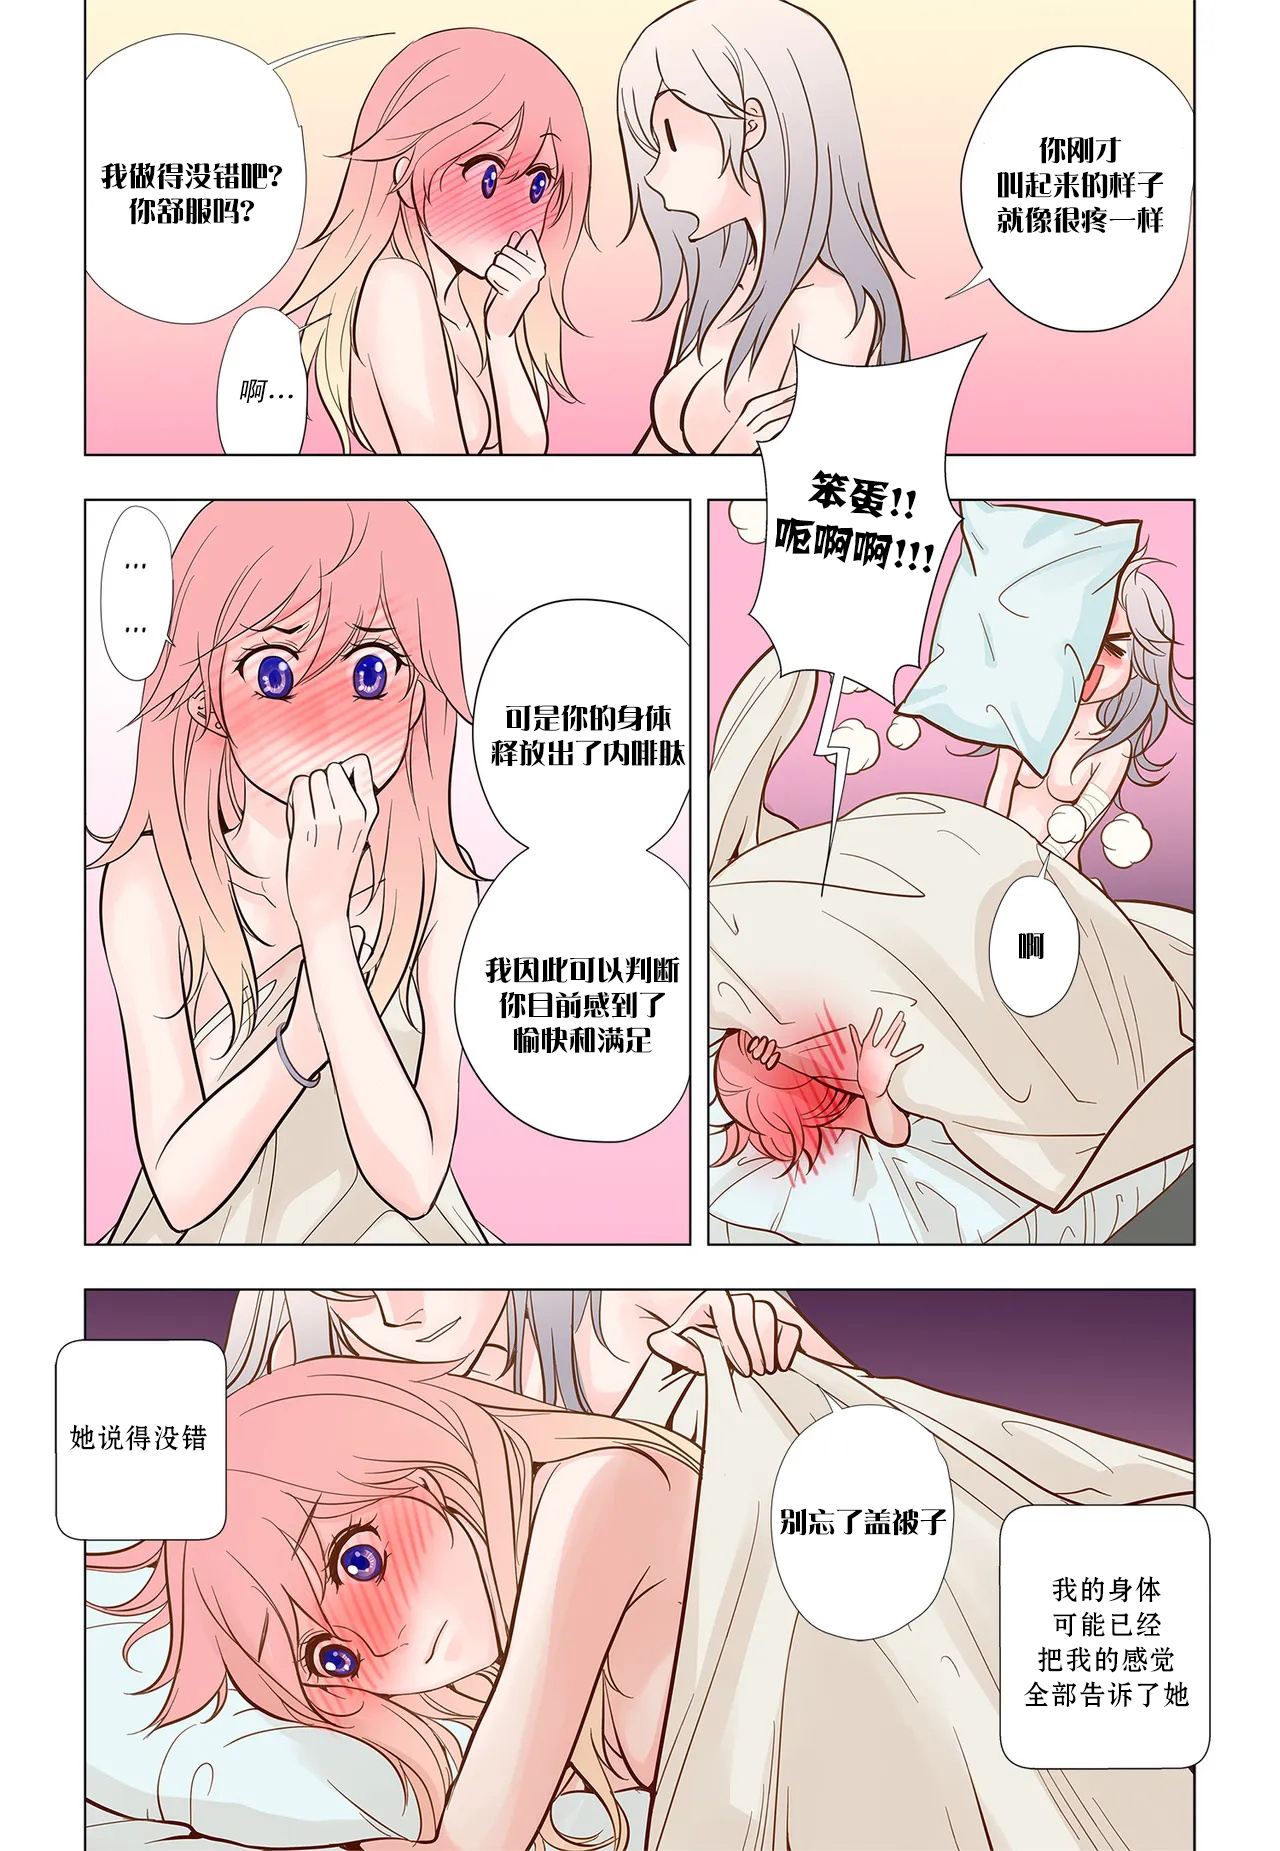 你刚才
叫起来的样子
就像很疼一样
我做得没错吧?
你舒服吗?
啊...
笨蛋!!
呃啊啊!!!
啊
...
...
可是你的身体
释放出了内啡肽
我因此可以判断
你目前感到了
愉快和满足
她说得没错
别忘了盖被子
我的身体
可能已经
把我的感觉
全部告诉了她